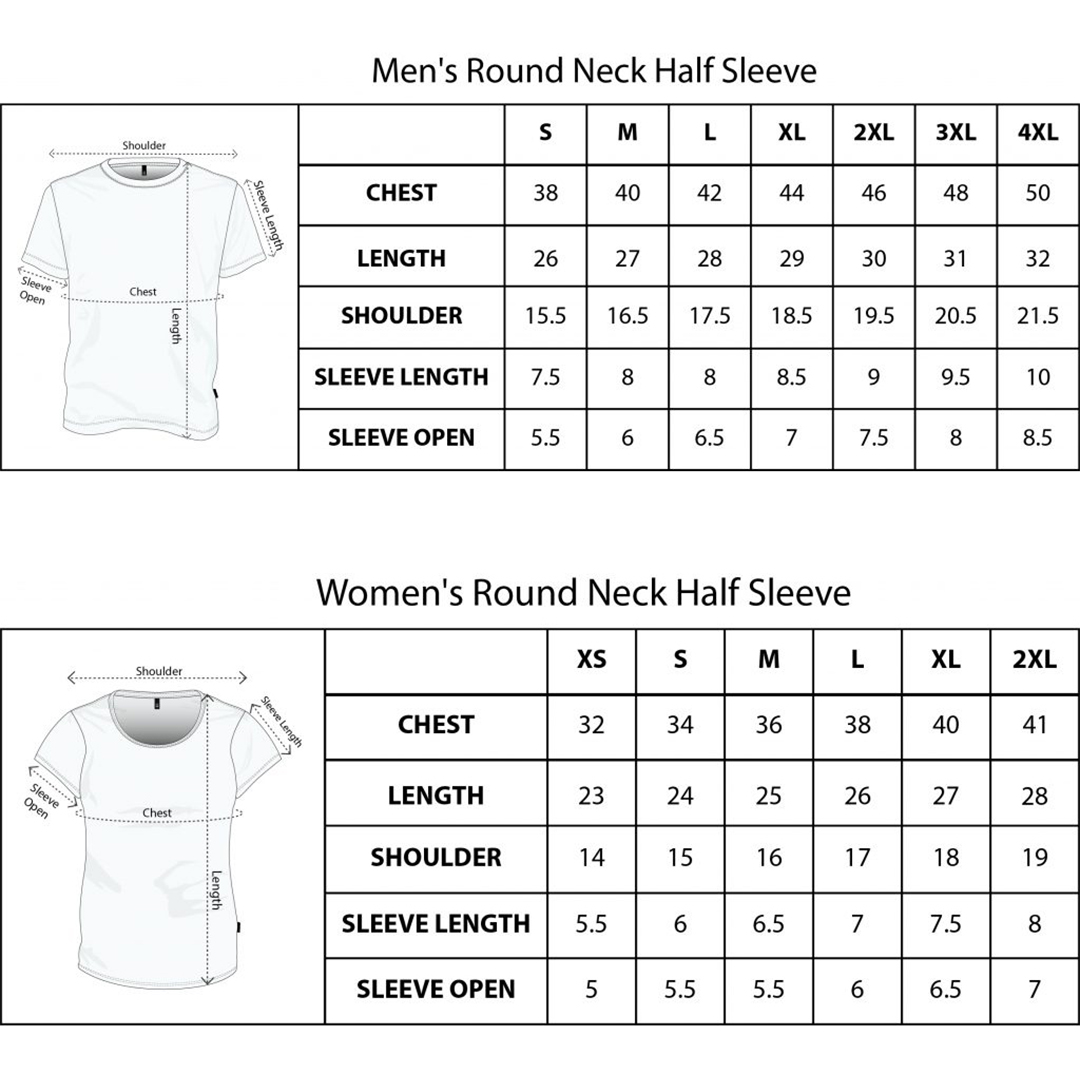 Men's Round Neck Half Sleeve
S M L XL 2XL 3XL 4XL
CHEST 38 40 42 44 46 48 50
LENGTH 26 27 28 29 30 31 32
SHOULDER 15.5 16.5 17.5 18.5 19.5 20.5 21.5
SLEEVE LENGTH 7.5 8 8 8.5 9 9.5 10
SLEEVE OPEN 5.5 6 6.5 7 7.5 8 8.5
Shoulder
Sleeve Length
Sleeve
Open
Chest
Length
Women's Round Neck Half Sleeve
XS S M L XL 2XL
CHEST 32 34 36 38 40 41
LENGTH 23 24 25 26 27 28
SHOULDER 14 15 16 17 18 19
SLEEVE LENGTH 5.5 6 6.5 7 7.5 8
SLEEVE OPEN 5 5.5 5.5 6 6.5 7
Shoulder
Sleeve Length
Sleeve
Open
Chest
Length